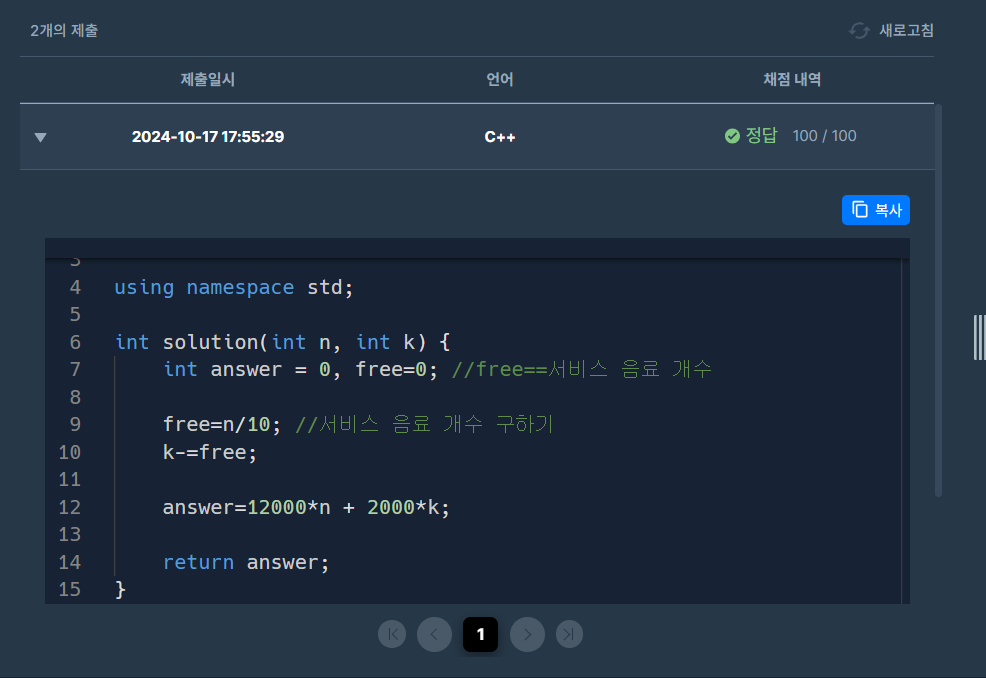 2개의 제출
새로고침
제출일시 언어 채점 내역
2024-10-17 17:55:29 C++ 정답 100 / 100
복사
3
4 using namespace std;
5
6 int solution(int n, int k) {
7     int answer = 0, free=0; //free==서비스 음료 개수
8
9     free=n/10; //서비스 음료 개수 구하기
10     k-=free;
11
12     answer=12000*n + 2000*k;
13
14     return answer;
15 }
1